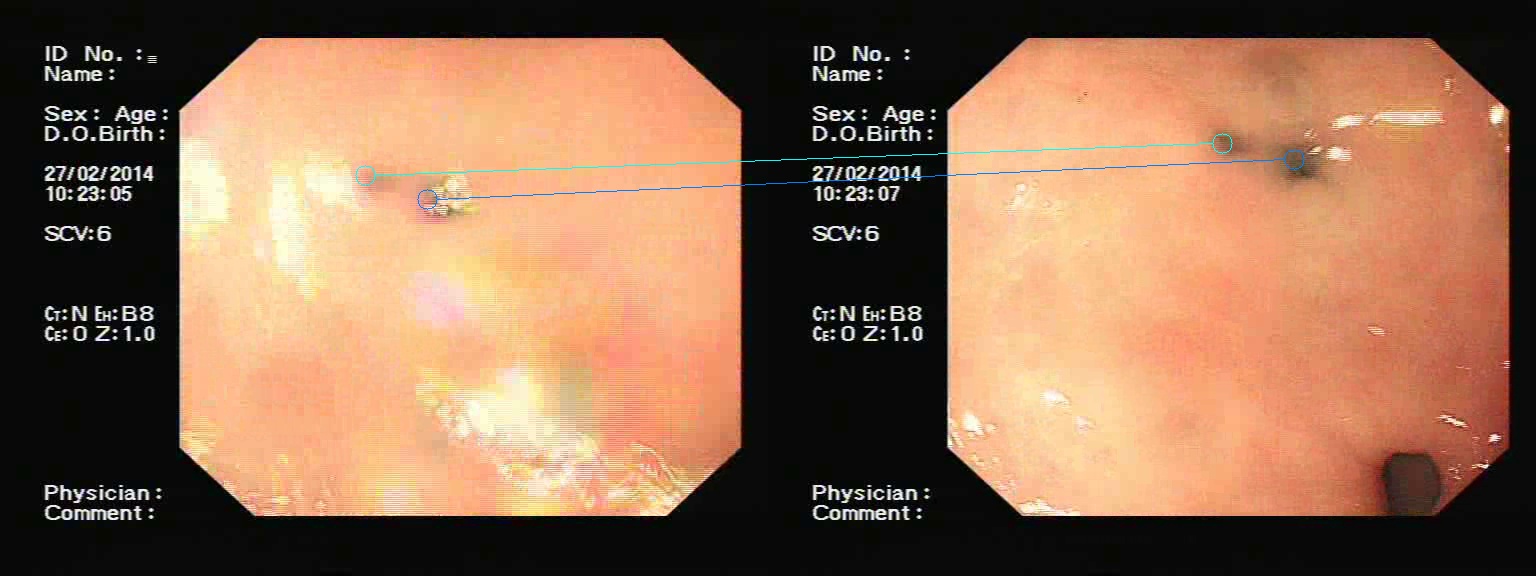 ID No. :
Name:
Sex: Age:
D.O.Birth:
27/02/2014
10:23:05
SCV:6
CT:N EH:B8
CE:0 Z:1.0
Physician:
Comment:
ID No. :
Name:
Sex: Age:
D.O.Birth:
27/02/2014
10:23:07
SCV:6
CT:N EH:B8
CE:0 Z:1.0
Physician:
Comment: